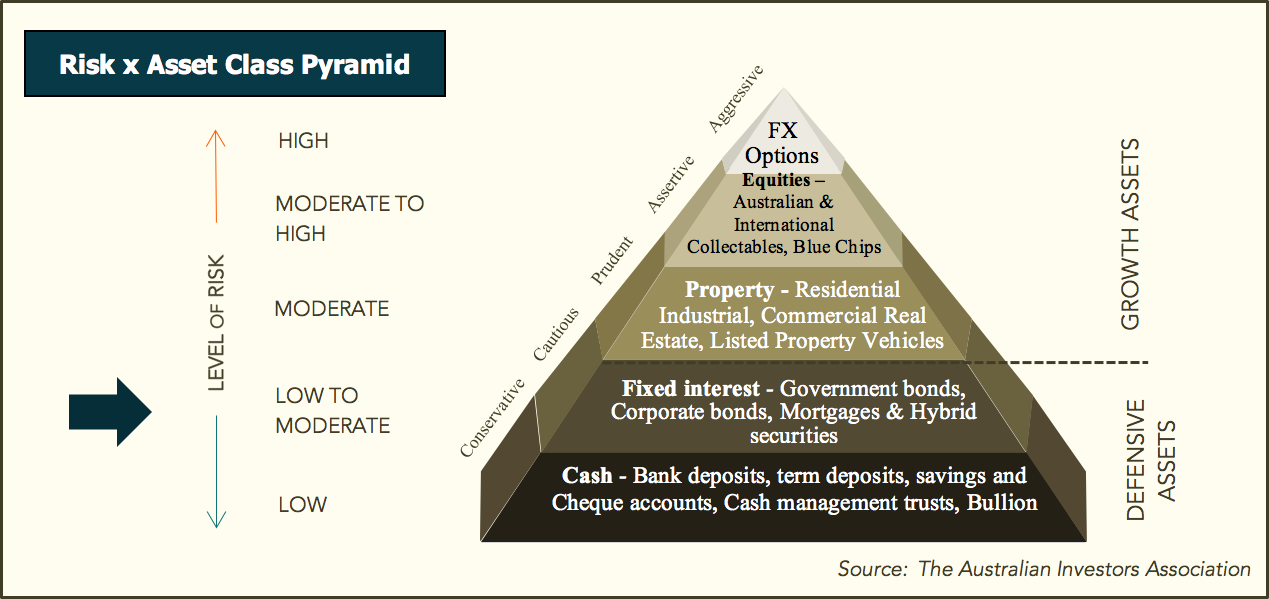 Risk x Asset Class Pyramid
LEVEL OF RISK
HIGH
MODERATE TO
HIGH
MODERATE
LOW TO
MODERATE
LOW
Aggressive
Assertive
Prudent
Cautious
Conservative
FX
Options
Equities –
Australian &
International
Collectables, Blue Chips
Property - Residential
Industrial, Commercial Real
Estate, Listed Property Vehicles
Fixed interest - Government bonds,
Corporate bonds, Mortgages & Hybrid
securities
Cash - Bank deposits, term deposits, savings and
Cheque accounts, Cash management trusts, Bullion
GROWTH ASSETS
DEFENSIVE
ASSETS
Source: The Australian Investors Association